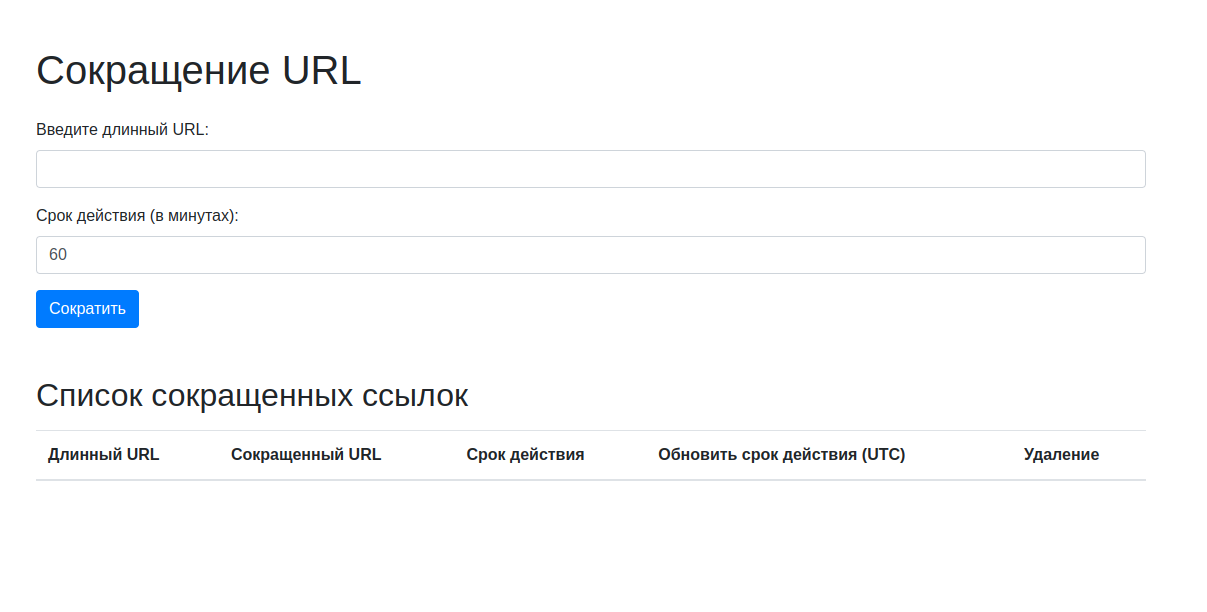 Сокращение URL
Введите длинный URL:
Срок действия (в минутах):
60
Сократить
Список сокращенных ссылок
Длинный URL Сокращенный URL Срок действия Обновить срок действия (UTC) Удаление